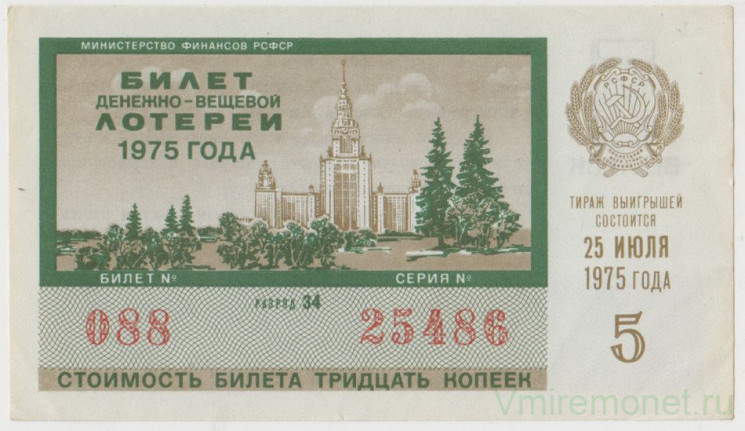 МИНИСТЕРСТВО ФИНАНСОВ РСФСР
БИЛЕТ
ДЕНЕЖНО-ВЕЩЕВОЙ
ЛОТЕРЕИ
1975 ГОДА
БИЛЕТ №
СЕРИЯ №
088
РАЗРЯД 34
25486
СТОИМОСТЬ БИЛЕТА ТРИДЦАТЬ КОПЕЕК
РСФСР
ТИРАЖ ВЫИГРЫШЕЙ
СОСТОИТСЯ
25 ИЮЛЯ
1975 ГОДА
5
Vmiremonet.ru